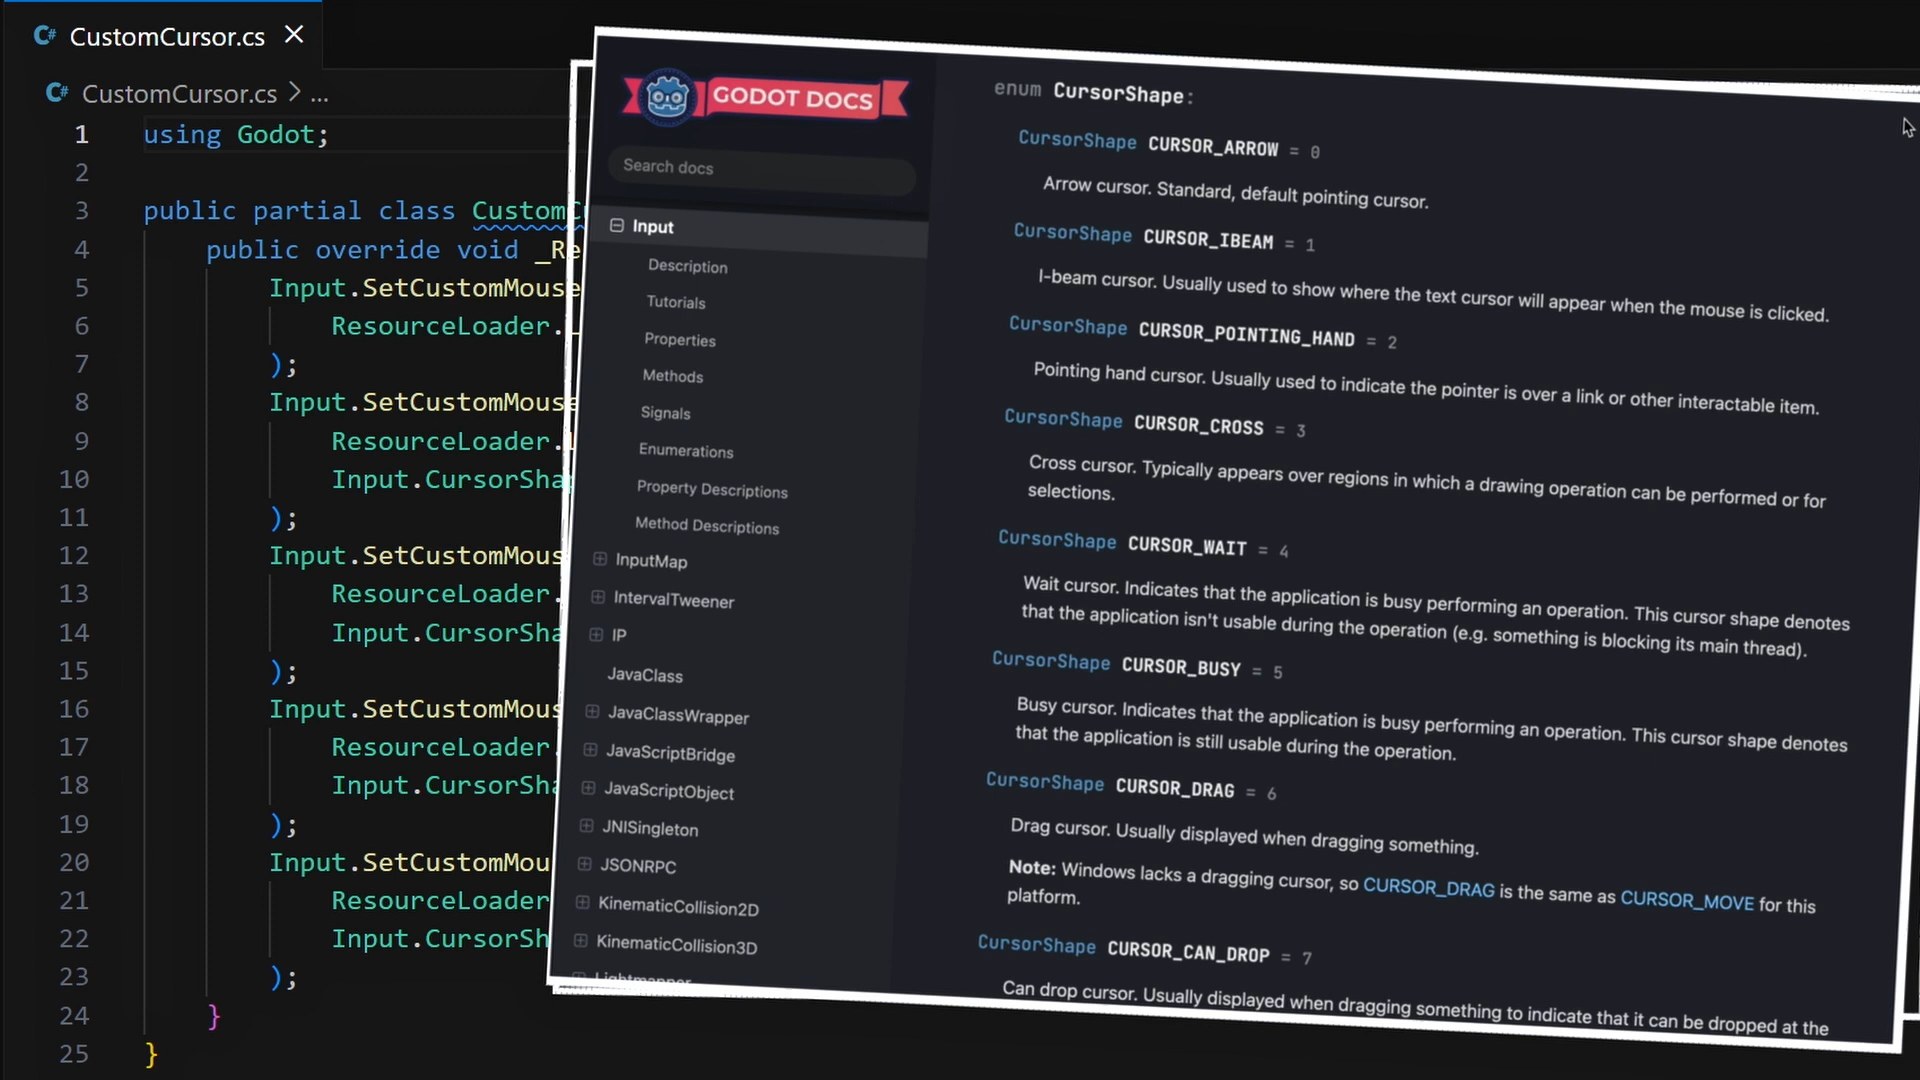 CustomCursor.cs
CustomCursor.cs > ...
1 using Godot;
2
3 public partial class CustomC
4 public override void _Re
5 Input.SetCustomMouse
6 ResourceLoader.
7 );
8 Input.SetCustomMouse
9 ResourceLoader.
10 Input.CursorShap
11 );
12 Input.SetCustomMous
13 ResourceLoader.
14 Input.CursorSha
15 );
16 Input.SetCustomMous
17 ResourceLoader.
18 Input.CursorSha
19 );
20 Input.SetCustomMou
21 ResourceLoader
22 Input.CursorSh
23 );
24 }
25 }
GODOT DOCS
Search docs
Input
Description
Tutorials
Properties
Methods
Signals
Enumerations
Property Descriptions
Method Descriptions
InputMap
IntervalTweener
IP
JavaClass
JavaClassWrapper
JavaScriptBridge
JavaScriptObject
JNISingleton
JSONRPC
KinematicCollision2D
KinematicCollision3D
Lightmapper
enum CursorShape:
CursorShape CURSOR_ARROW = 0
Arrow cursor. Standard, default pointing cursor.
CursorShape CURSOR_IBEAM = 1
I-beam cursor. Usually used to show where the text cursor will appear when the mouse is clicked.
CursorShape CURSOR_POINTING_HAND = 2
Pointing hand cursor. Usually used to indicate the pointer is over a link or other interactable item.
CursorShape CURSOR_CROSS = 3
Cross cursor. Typically appears over regions in which a drawing operation can be performed or for
selections.
CursorShape CURSOR_WAIT = 4
Wait cursor. Indicates that the application is busy performing an operation. This cursor shape denotes
that the application isn't usable during the operation (e.g. something is blocking its main thread).
CursorShape CURSOR_BUSY = 5
Busy cursor. Indicates that the application is busy performing an operation. This cursor shape denotes
that the application is still usable during the operation.
CursorShape CURSOR_DRAG = 6
Drag cursor. Usually displayed when dragging something.
Note: Windows lacks a dragging cursor, so CURSOR_DRAG is the same as CURSOR_MOVE for this
platform.
CursorShape CURSOR_CAN_DROP = 7
Can drop cursor. Usually displayed when dragging something to indicate that it can be dropped at the